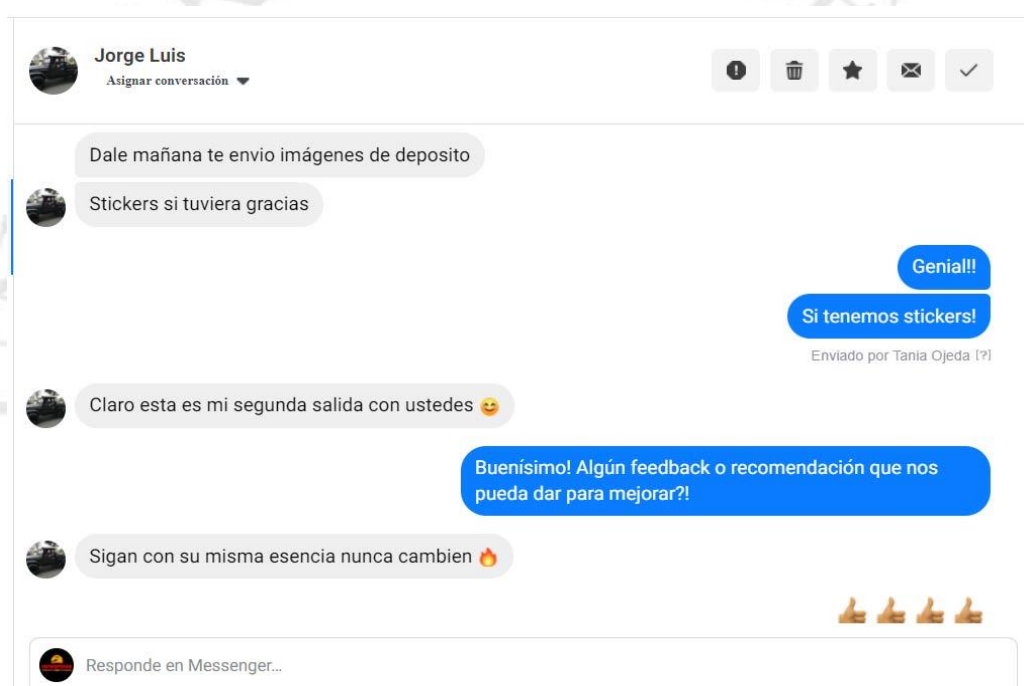 Jorge Luis
Asignar conversación
Dale mañana te envio imágenes de deposito
Stickers si tuviera gracias
Genial!!
Si tenemos stickers!
Enviado por Tania Ojeda [?]
Claro esta es mi segunda salida con ustedes 😊
Buenísimo! Algún feedback o recomendación que nos
pueda dar para mejorar?!
Sigan con su misma esencia nunca cambien 🔥
👍🏽 👍🏽 👍🏽 👍🏽
Responde en Messenger...